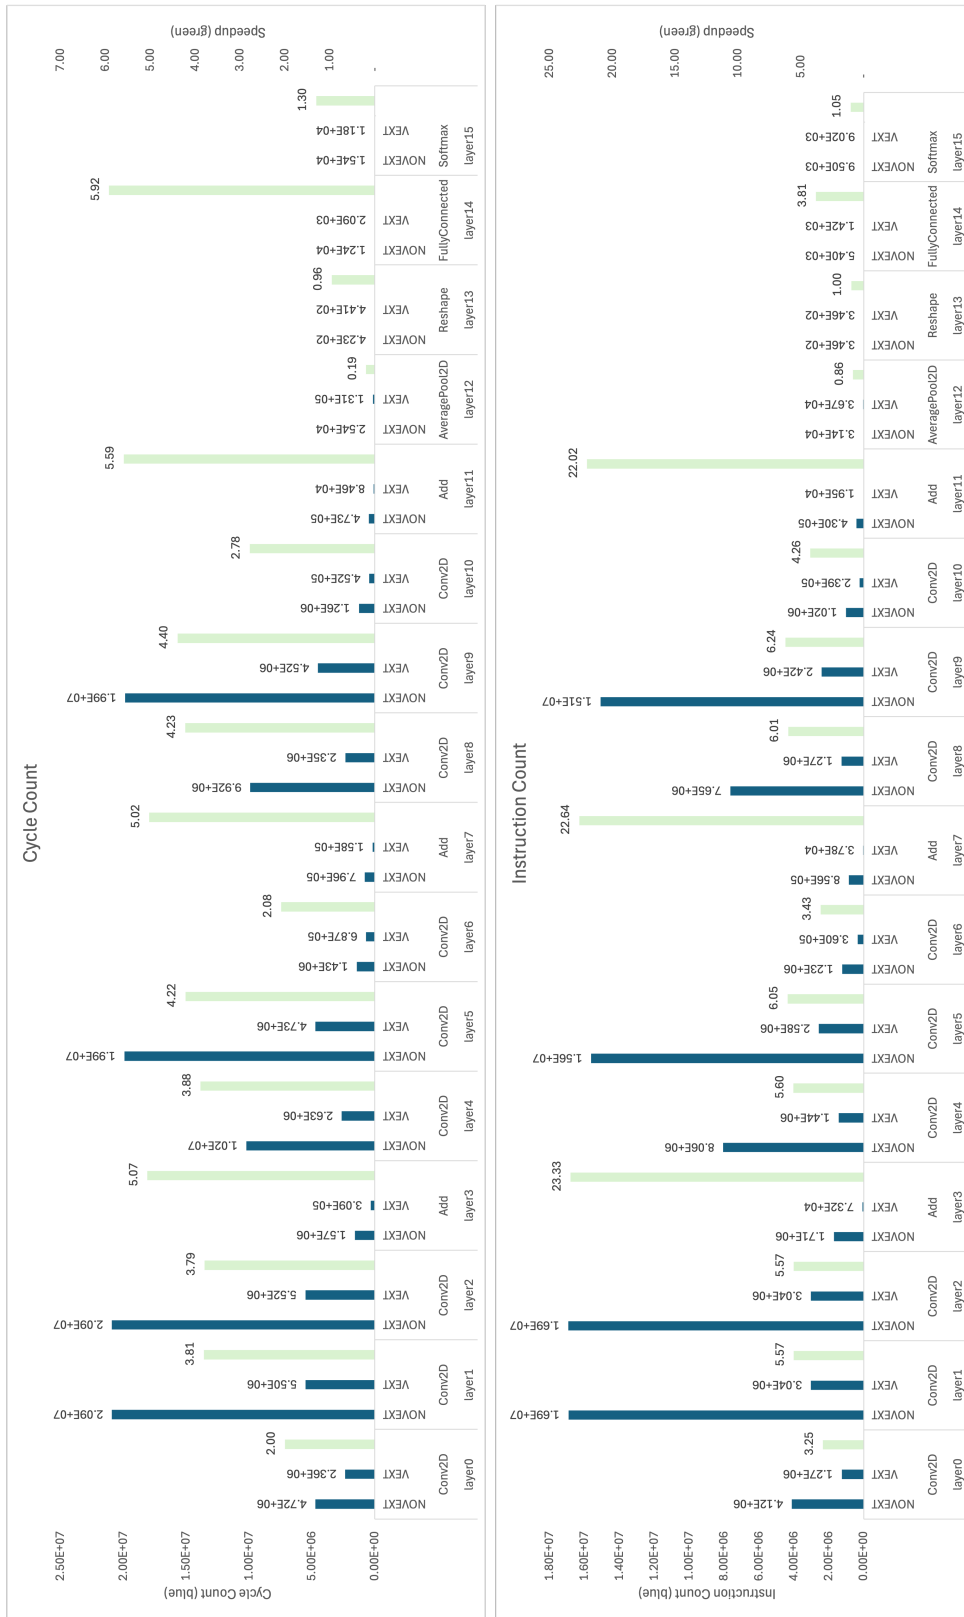 Cycle Count
Cycle Count (blue)
2.50E+07
2.00E+07
1.50E+07
1.00E+07
5.00E+06
0.00E+00
4.72E+06 2.36E+06 2.00
2.09E+07 5.50E+06 3.81
2.09E+07 5.52E+06 3.79
1.57E+06 3.09E+05 5.07
1.02E+07 2.63E+06 3.88
1.99E+07 4.73E+06 4.22
1.43E+06 6.87E+05 2.08
7.96E+05 1.58E+05 5.02
9.92E+06 2.35E+06 4.23
1.99E+07 4.52E+06 4.40
1.26E+06 4.52E+05 2.78
4.73E+05 8.46E+04 5.59
2.54E+04 1.31E+05 0.19
4.23E+02 4.41E+02 0.96
1.24E+04 2.09E+03 5.92
1.54E+04 1.18E+04 1.30
NOVEXT VEXT NOVEXT VEXT NOVEXT VEXT NOVEXT VEXT NOVEXT VEXT NOVEXT VEXT NOVEXT VEXT NOVEXT VEXT NOVEXT VEXT NOVEXT VEXT NOVEXT VEXT NOVEXT VEXT NOVEXT VEXT NOVEXT VEXT NOVEXT VEXT NOVEXT VEXT
Conv2D Conv2D Conv2D Add Conv2D Conv2D Conv2D Add Conv2D Conv2D Conv2D Add AveragePool2D Reshape FullyConnected Softmax
layer0 layer1 layer2 layer3 layer4 layer5 layer6 layer7 layer8 layer9 layer10 layer11 layer12 layer13 layer14 layer15
7.00
6.00
5.00
4.00
3.00
2.00
1.00
-
Speedup (green)
Instruction Count
Instruction Count (blue)
1.80E+07
1.60E+07
1.40E+07
1.20E+07
1.00E+07
8.00E+06
6.00E+06
4.00E+06
2.00E+06
0.00E+00
4.12E+06 1.27E+06 3.25
1.69E+07 3.04E+06 5.57
1.69E+07 3.04E+06 5.57
1.71E+06 7.32E+04 23.33
8.06E+06 1.44E+06 5.60
1.56E+07 2.58E+06 6.05
1.23E+06 3.60E+05 3.43
8.56E+05 3.78E+04 22.64
7.65E+06 1.27E+06 6.01
1.51E+07 2.42E+06 6.24
1.02E+06 2.39E+05 4.26
4.30E+05 1.95E+04 22.02
3.14E+04 3.67E+04 0.86
3.46E+02 3.46E+02 1.00
5.40E+03 1.42E+03 3.81
9.50E+03 9.02E+03 1.05
NOVEXT VEXT NOVEXT VEXT NOVEXT VEXT NOVEXT VEXT NOVEXT VEXT NOVEXT VEXT NOVEXT VEXT NOVEXT VEXT NOVEXT VEXT NOVEXT VEXT NOVEXT VEXT NOVEXT VEXT NOVEXT VEXT NOVEXT VEXT NOVEXT VEXT NOVEXT VEXT
Conv2D Conv2D Conv2D Add Conv2D Conv2D Conv2D Add Conv2D Conv2D Conv2D Add AveragePool2D Reshape FullyConnected Softmax
layer0 layer1 layer2 layer3 layer4 layer5 layer6 layer7 layer8 layer9 layer10 layer11 layer12 layer13 layer14 layer15
25.00
20.00
15.00
10.00
5.00
-
Speedup (green)